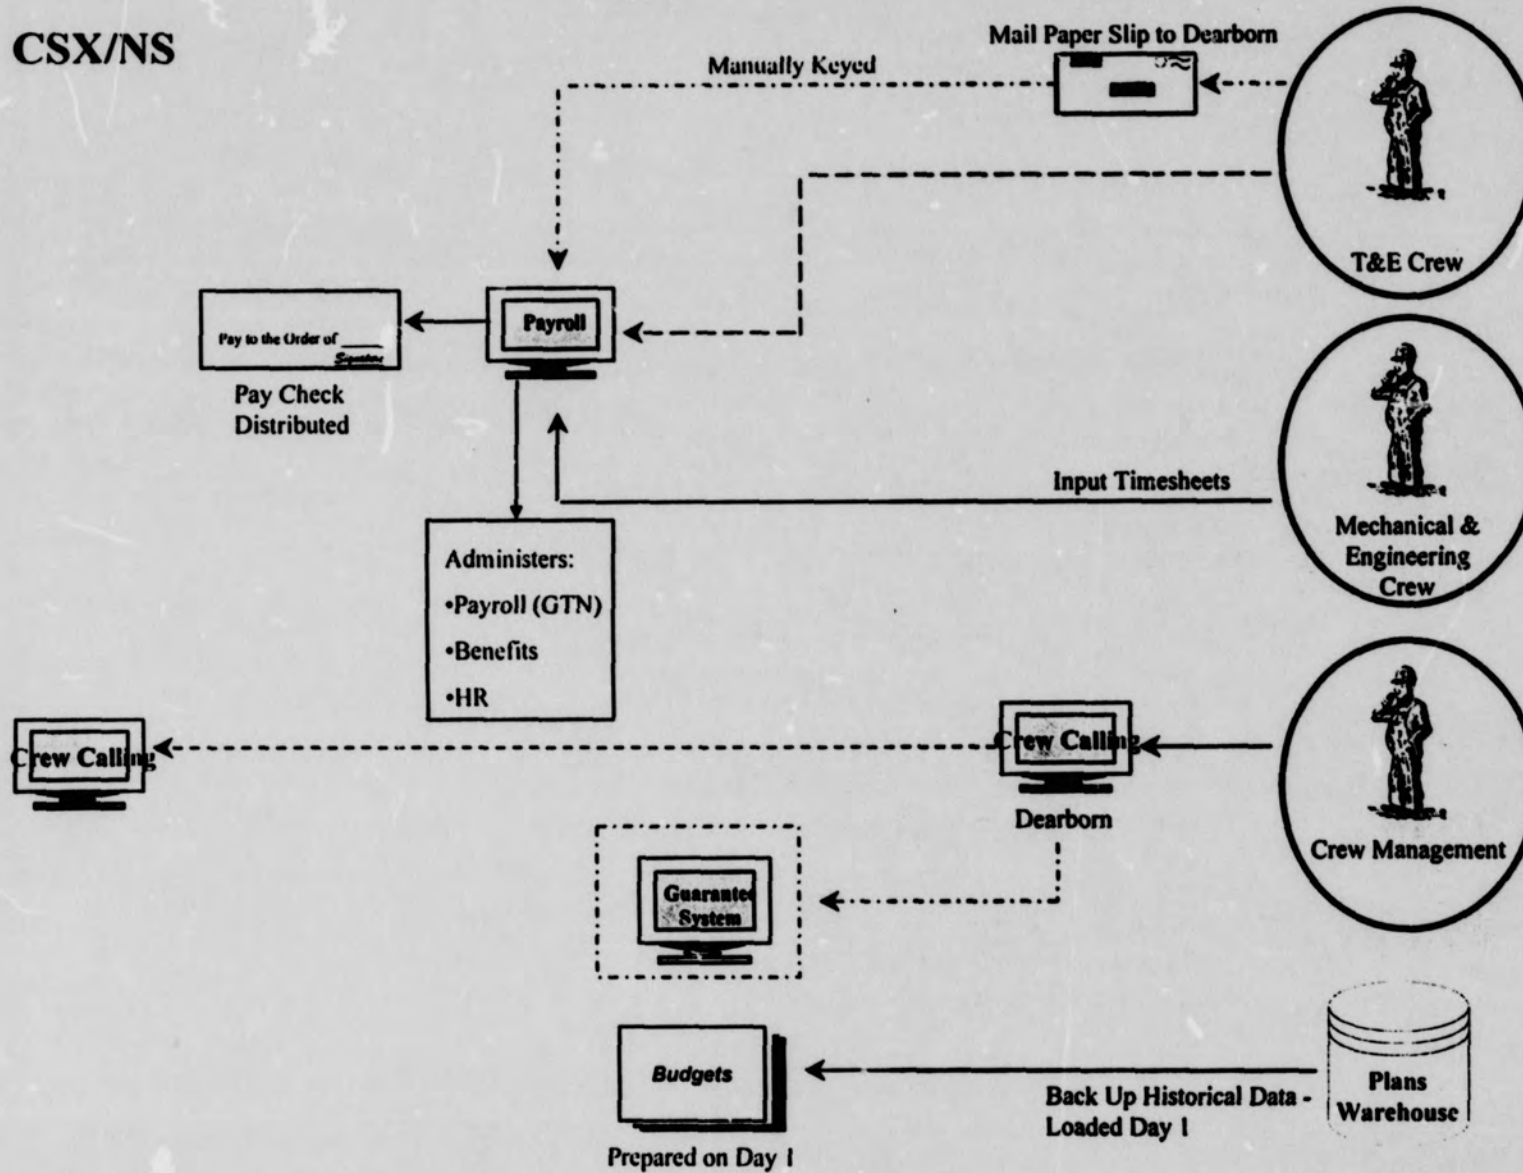 CSX/NS
Mail Paper Slip to Dearborn
Manually Keyed
T&E Crew
Payroll
Pay to the Order of _____
Signature
Pay Check
Distributed
Input Timesheets
Mechanical &
Engineering
Crew
Administers:
•Payroll (GTN)
•Benefits
•HR
Crew Calling
Crew Calling
Dearborn
Crew Management
Guarantee
System
Budgets
Prepared on Day 1
Back Up Historical Data -
Loaded Day 1
Plans
Warehouse